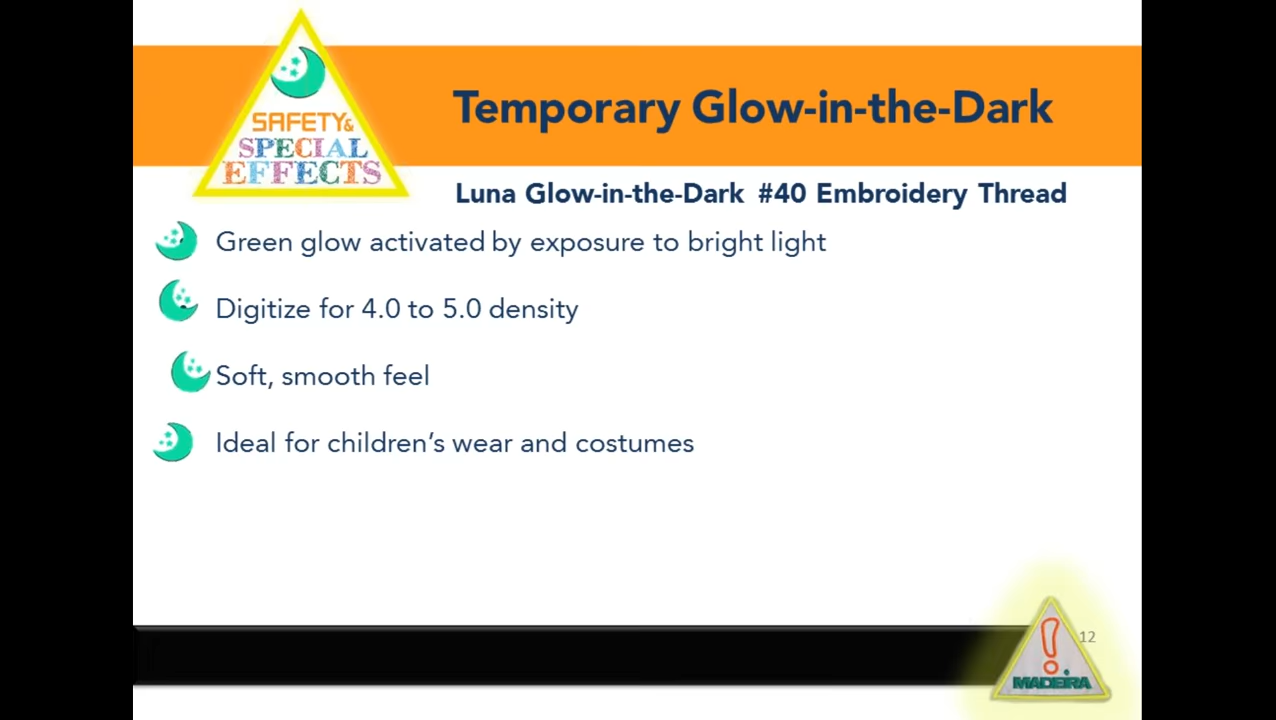 SAFETY&
SPECIAL
EFFECTS
Temporary Glow-in-the-Dark
Luna Glow-in-the-Dark #40 Embroidery Thread
Green glow activated by exposure to bright light
Digitize for 4.0 to 5.0 density
Soft, smooth feel
Ideal for children’s wear and costumes
12
!
MADEIRA